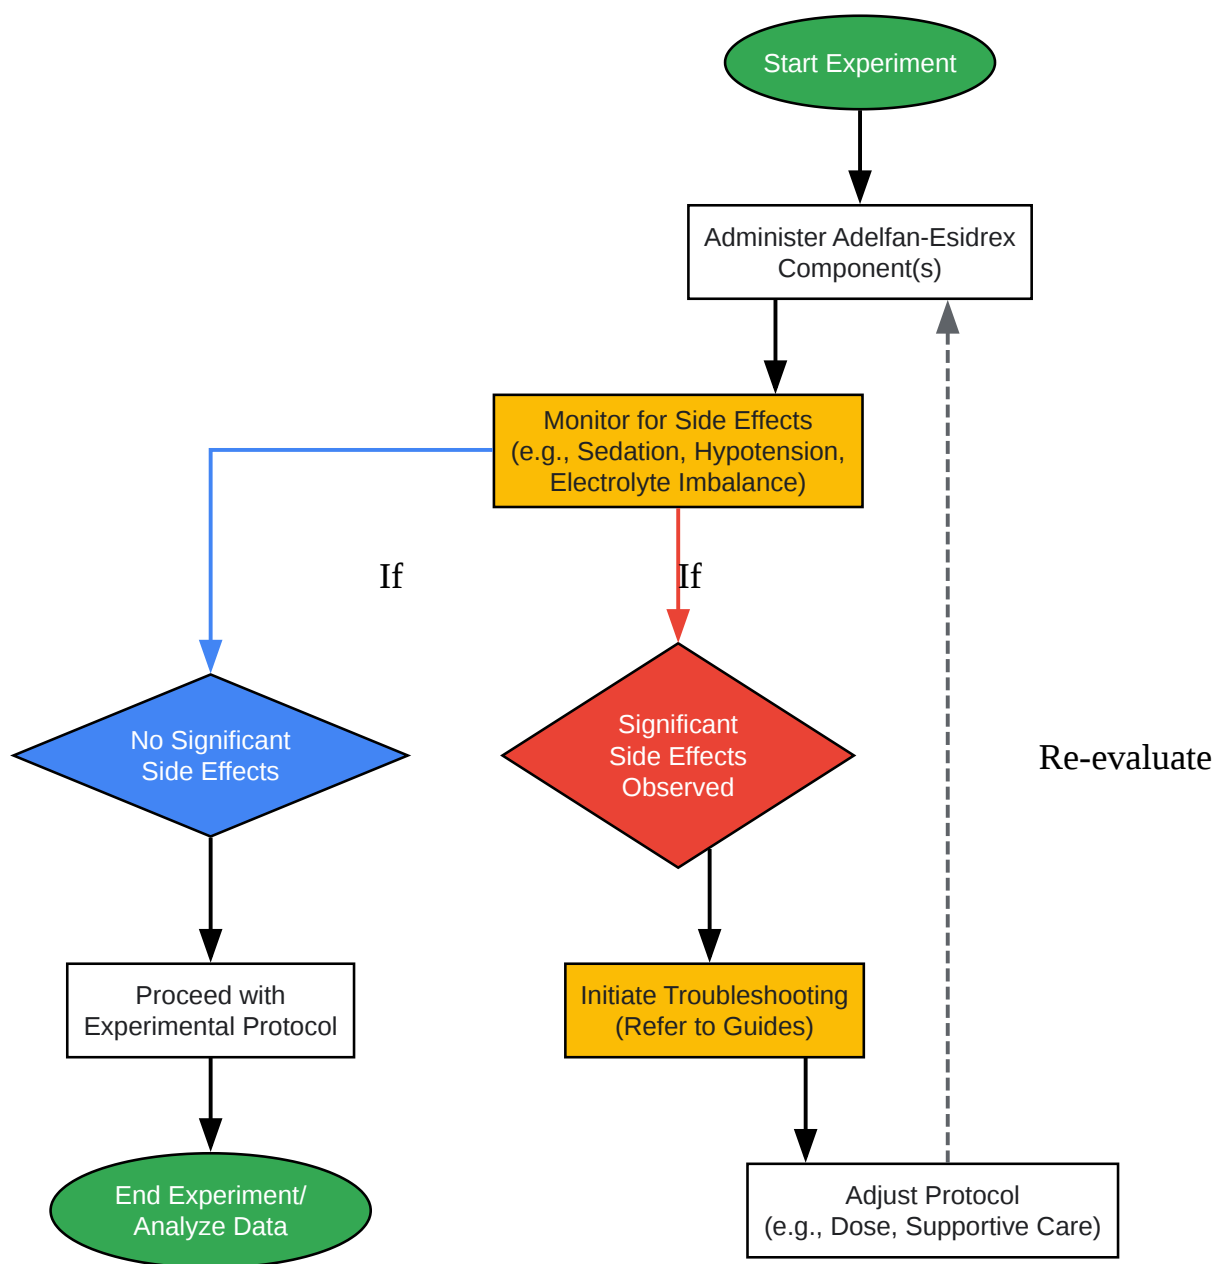 Start Experiment
Administer Adelfan-Esidrex
Component(s)
Monitor for Side Effects
(e.g., Sedation, Hypotension,
Electrolyte Imbalance)
If
If
No Significant
Side Effects
Significant
Side Effects
Observed
Re-evaluate
Proceed with
Experimental Protocol
Initiate Troubleshooting
(Refer to Guides)
End Experiment/
Analyze Data
Adjust Protocol
(e.g., Dose, Supportive Care)